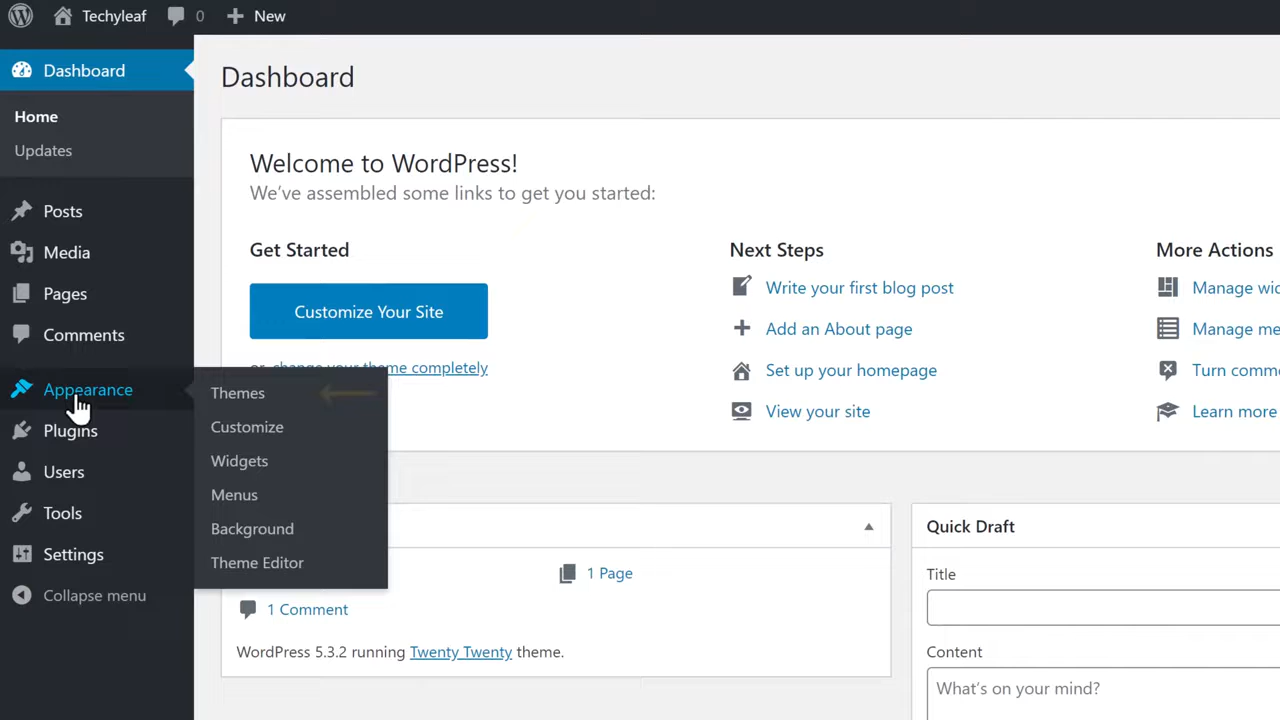 Techyleaf 0 New
Dashboard
Home
Updates
Posts
Media
Pages
Comments
Appearance
Plugins
Users
Tools
Settings
Collapse menu
Themes
Customize
Widgets
Menus
Background
Theme Editor
Dashboard
Welcome to WordPress!
We've assembled some links to get you started:
Get Started
Customize Your Site
or, change your theme completely
Next Steps
Write your first blog post
Add an About page
Set up your homepage
View your site
More Actions
Manage
Manage
Turn
Learn more
1 Page
1 Comment
WordPress 5.3.2 running Twenty Twenty theme.
Quick Draft
Title
Content
What's on your mind?